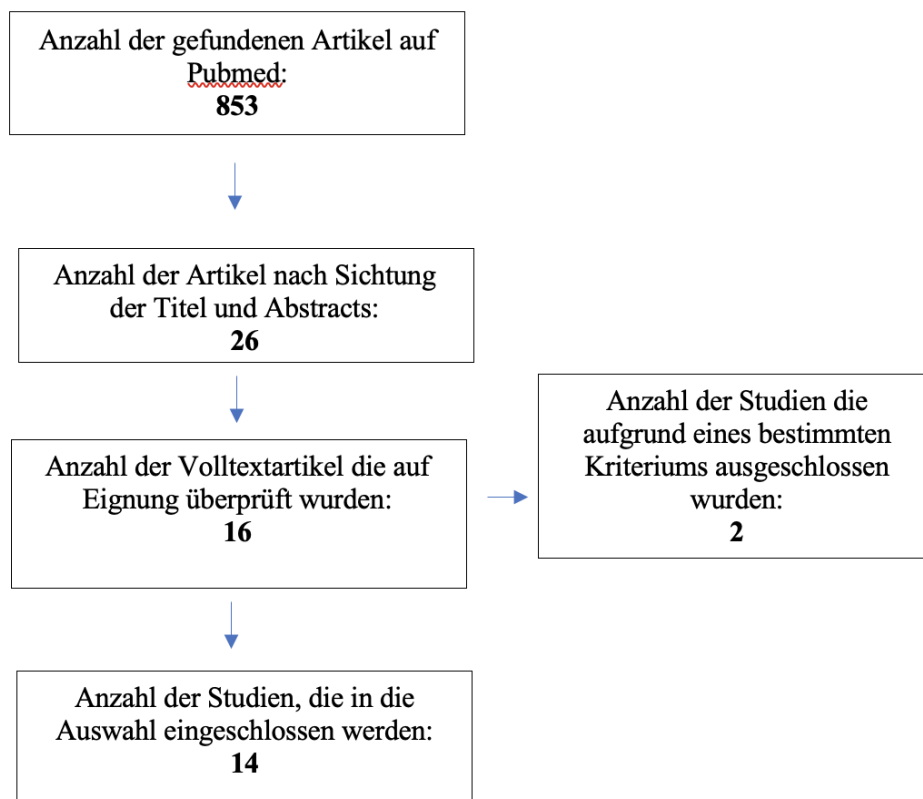 Anzahl der gefundenen Artikel auf
Pubmed:
853
Anzahl der Artikel nach Sichtung
der Titel und Abstracts:
26
Anzahl der Volltextartikel die auf
Eignung überprüft wurden:
16
Anzahl der Studien die
aufgrund eines bestimmten
Kriteriums ausgeschlossen
wurden:
2
Anzahl der Studien, die in die
Auswahl eingeschlossen werden:
14